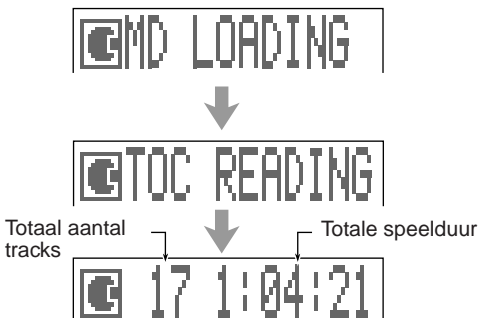 MD LOADING
TOC READING
Totaal aantal tracks
Totale speelduur
17 1:04:21